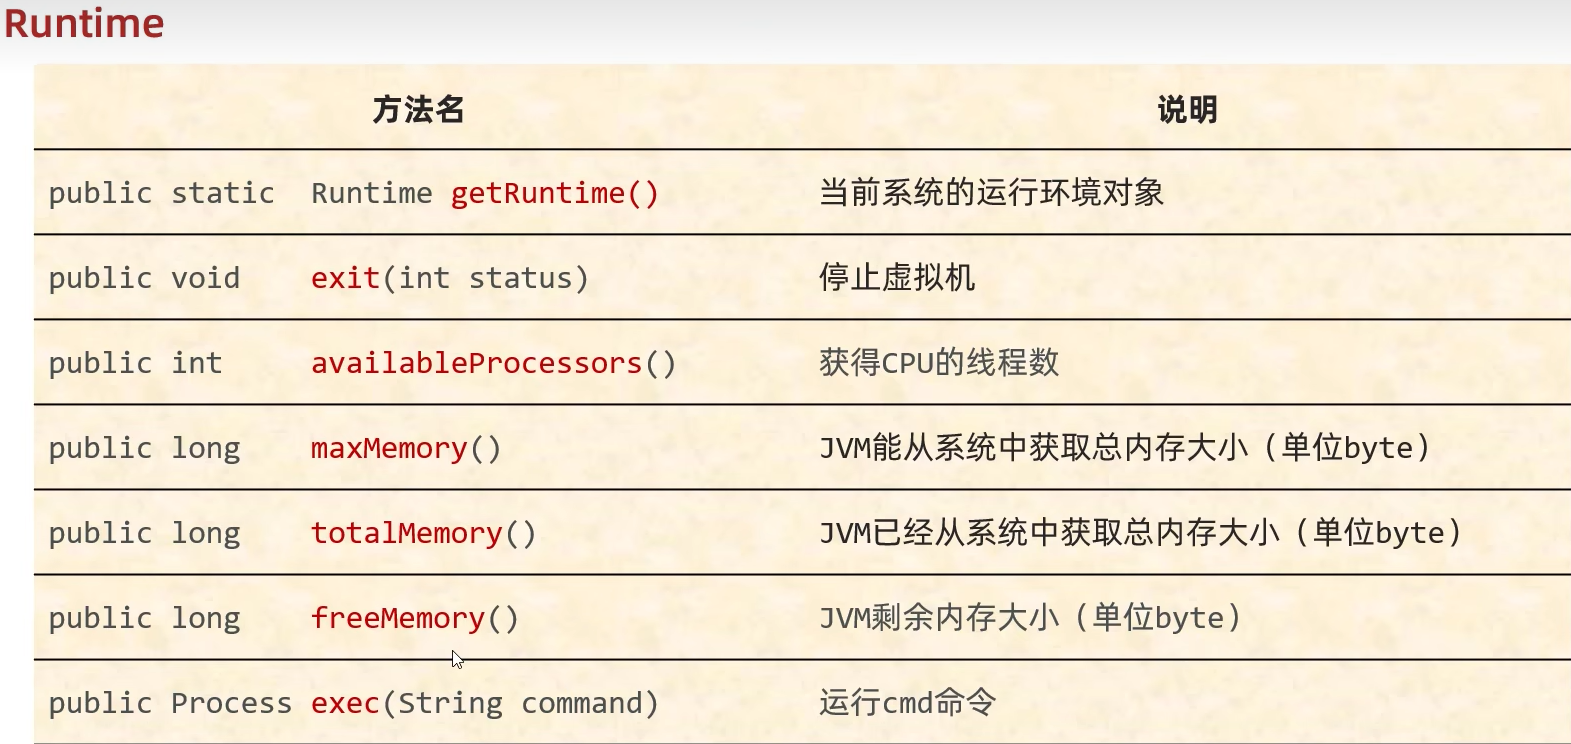 Runtime
方法名 说明
public static Runtime getRuntime() 当前系统的运行环境对象
public void exit(int status) 停止虚拟机
public int availableProcessors() 获得CPU的线程数
public long maxMemory() JVM能从系统中获取总内存大小（单位byte）
public long totalMemory() JVM已经从系统中获取总内存大小（单位byte）
public long freeMemory() JVM剩余内存大小（单位byte）
public Process exec(String command) 运行cmd命令